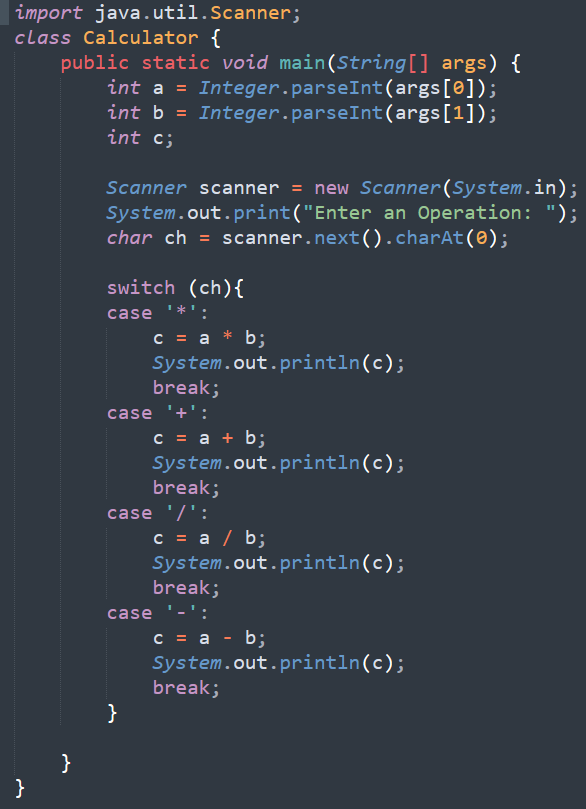 import java.util.Scanner;
class Calculator {
    public static void main(String[] args) {
        int a = Integer.parseInt(args[0]);
        int b = Integer.parseInt(args[1]);
        int c;

        Scanner scanner = new Scanner(System.in);
        System.out.print("Enter an Operation: ");
        char ch = scanner.next().charAt(0);

        switch (ch){
        case '*':
            c = a * b;
            System.out.println(c);
            break;
        case '+':
            c = a + b;
            System.out.println(c);
            break;
        case '/':
            c = a / b;
            System.out.println(c);
            break;
        case '-':
            c = a - b;
            System.out.println(c);
            break;
        }

    }
}